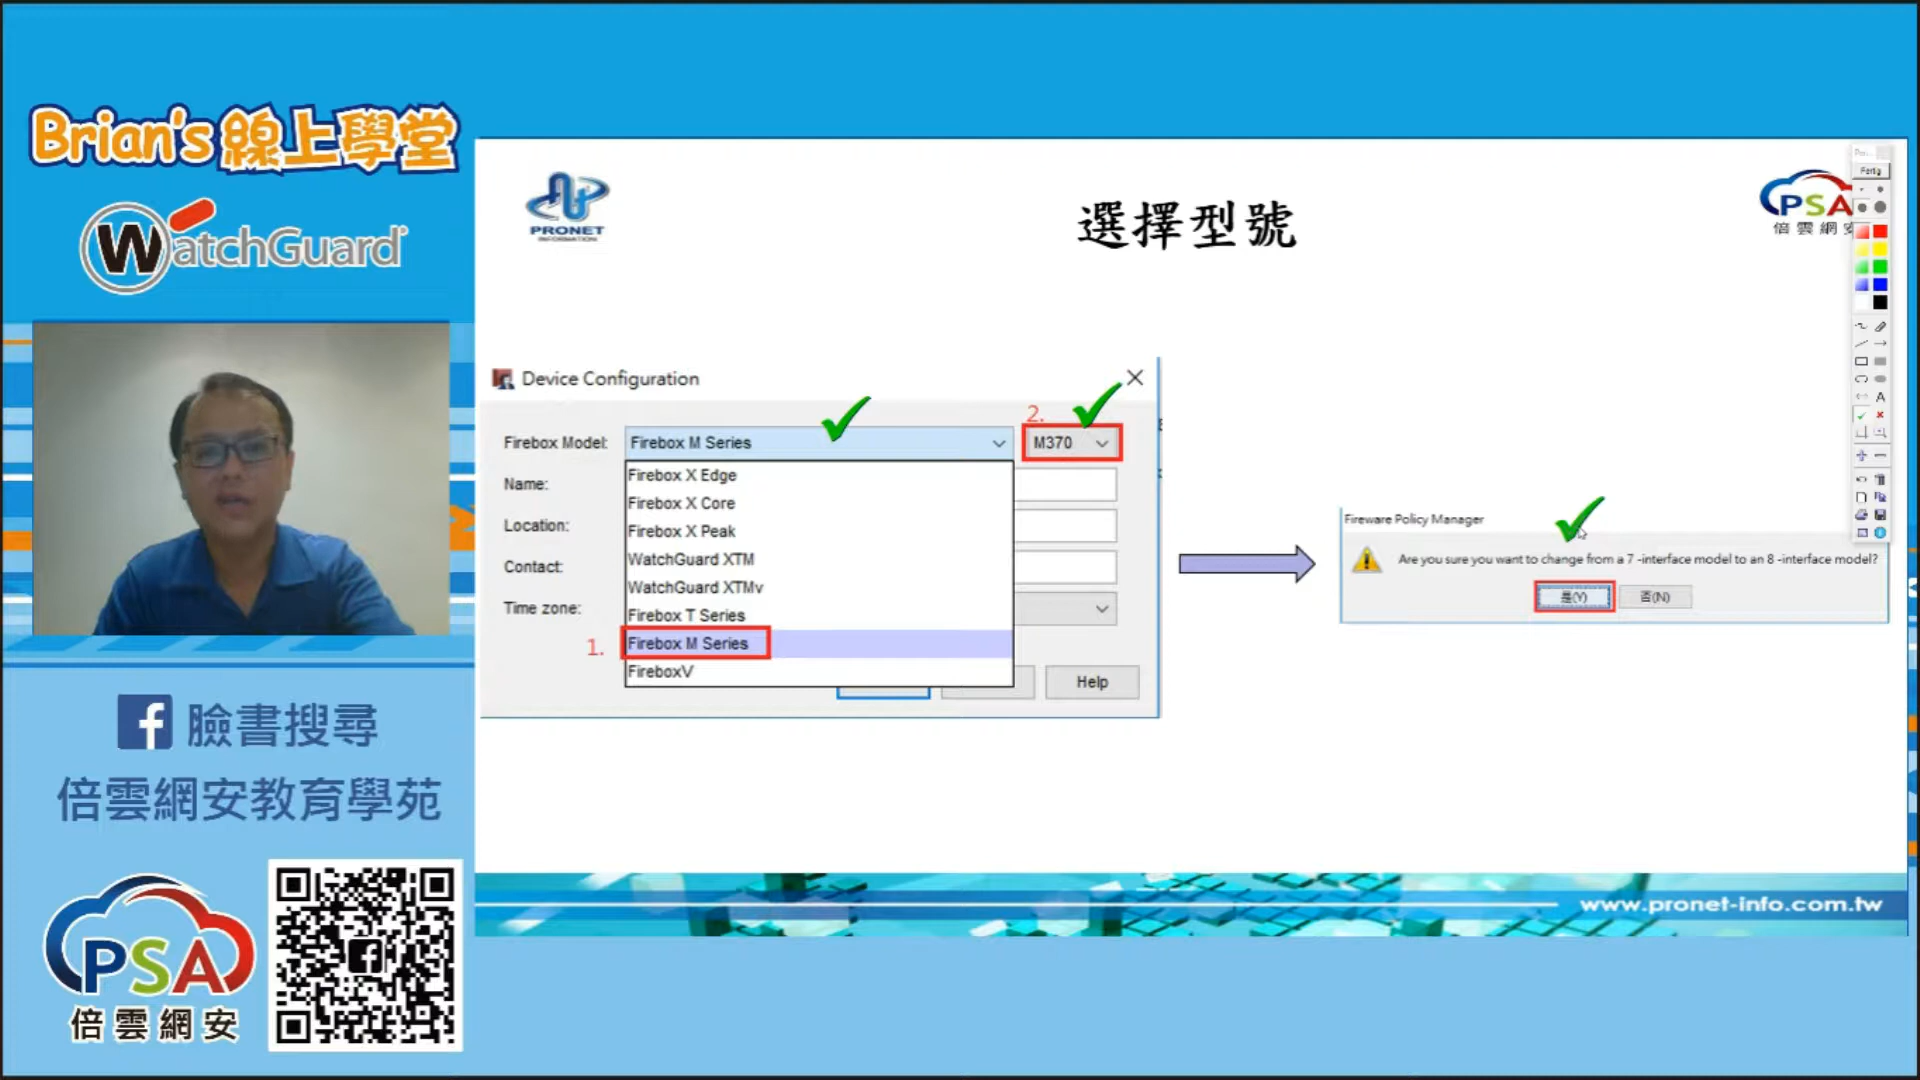 Brian's線上學堂
WatchGuard
臉書搜尋
倍雲網安教育學苑
PSA
倍雲網安
PRONET
INFORMATION
選擇型號
PSA
倍雲網安
Device Configuration
Firebox Model:
Firebox M Series
2.
M370
Firebox X Edge
Name:
Firebox X Core
Location:
Firebox X Peak
WatchGuard XTM
Contact:
WatchGuard XTMv
Time zone:
Firebox T Series
1.
Firebox M Series
FireboxV
Help
Fireware Policy Manager
Are you sure you want to change from a 7 -interface model to an 8 -interface model?
是(Y)
否(N)
Fertig
A
www.pronet-info.com.tw